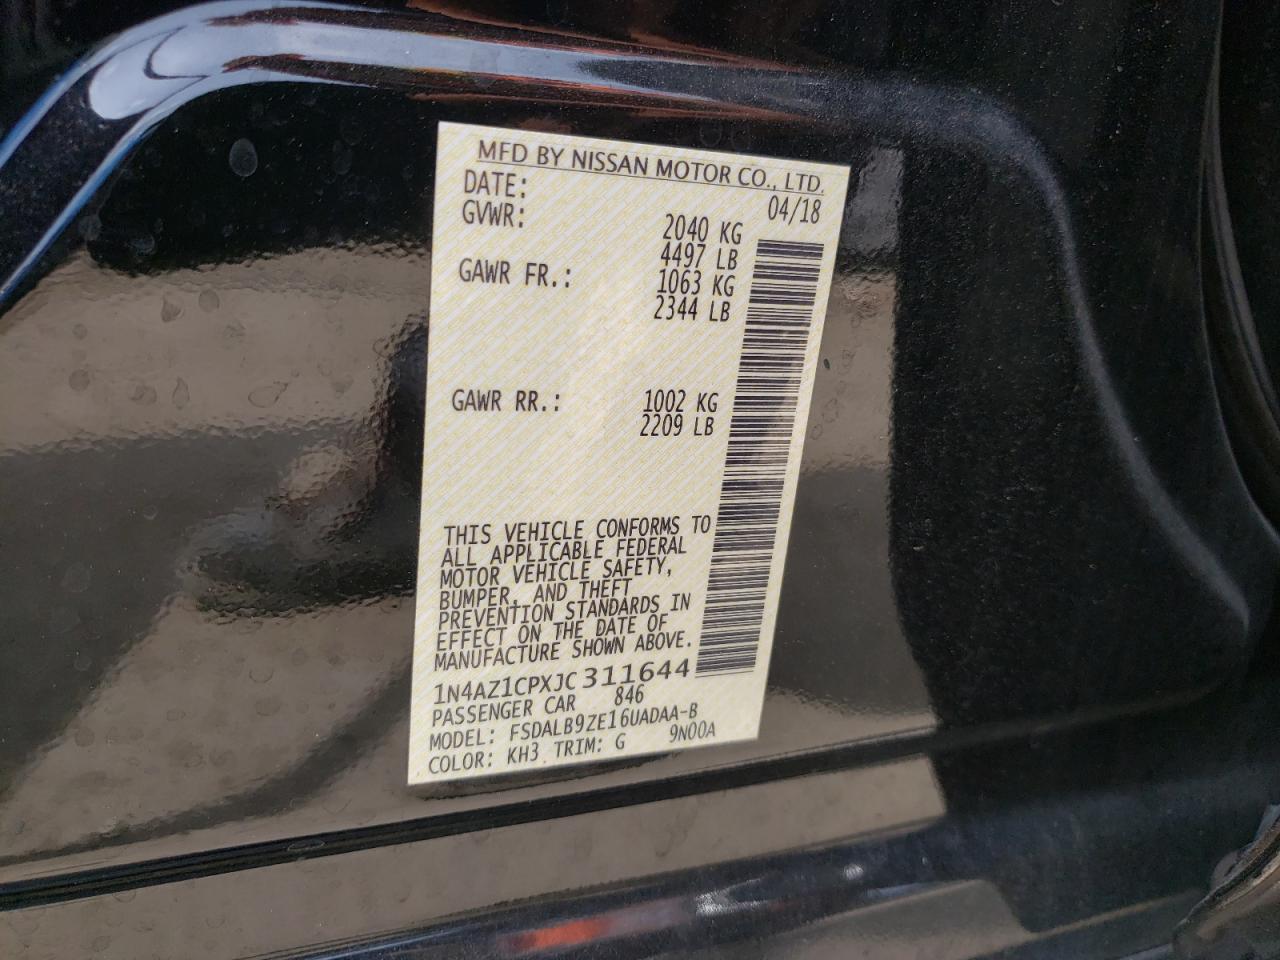 MFD BY NISSAN MOTOR CO., LTD.
DATE: 04/18
GVWR: 2040 KG
4497 LB
GAWR FR.: 1063 KG
2344 LB
GAWR RR.: 1002 KG
2209 LB
THIS VEHICLE CONFORMS TO
ALL APPLICABLE FEDERAL
MOTOR VEHICLE SAFETY,
BUMPER, AND THEFT
PREVENTION STANDARDS IN
EFFECT ON THE DATE OF
MANUFACTURE SHOWN ABOVE.
1N4AZ1CPXJC311644
PASSENGER CAR 846
MODEL: FSDALB9ZE16UADAA-B
COLOR: KH3 TRIM: G 9N00A